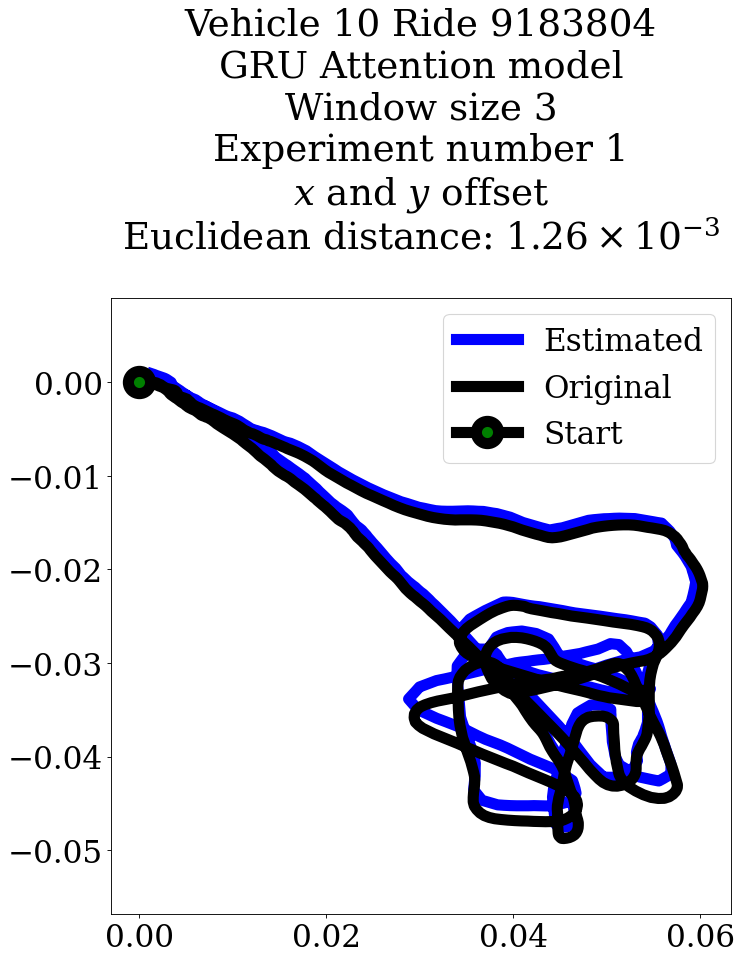 Vehicle 10 Ride 9183804
GRU Attention model
Window size 3
Experiment number 1
x and y offset
Euclidean distance: 1.26 × 10⁻³
Estimated
Original
Start
0.00
−0.01
−0.02
−0.03
−0.04
−0.05
0.00 0.02 0.04 0.06